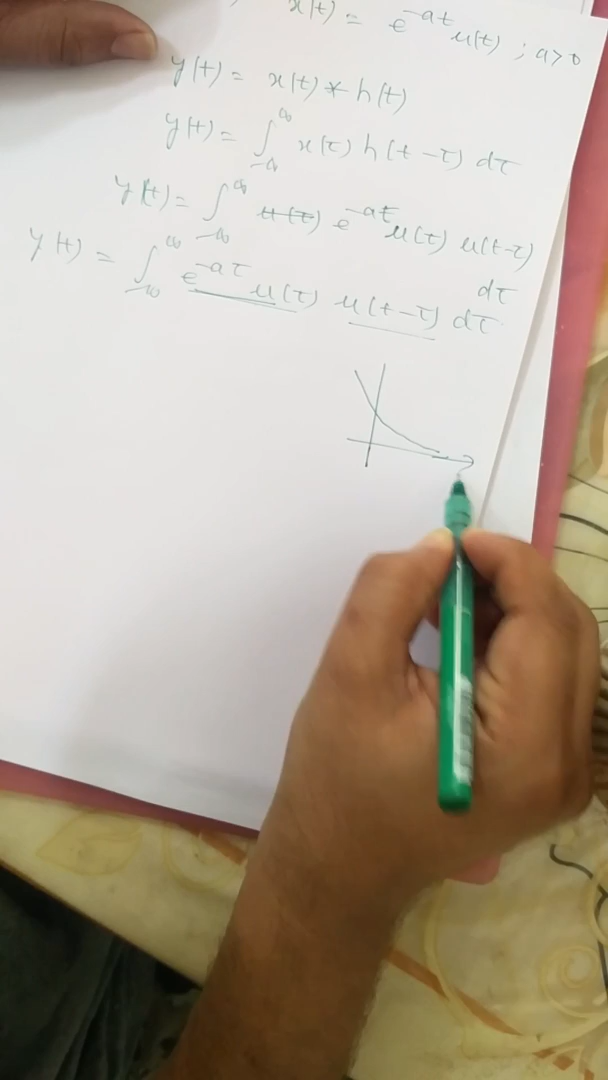 x(t) = e^-at u(t) ; a>0
y(t) = x(t) * h(t)
y(t) = ∫_-∞^∞ x(τ) h(t-τ) dτ
y(t) = ∫_-∞^∞ e^-at u(τ) u(t-τ) dτ
y(t) = ∫_-∞^∞ e^-aτ u(τ) u(t-τ) dτ